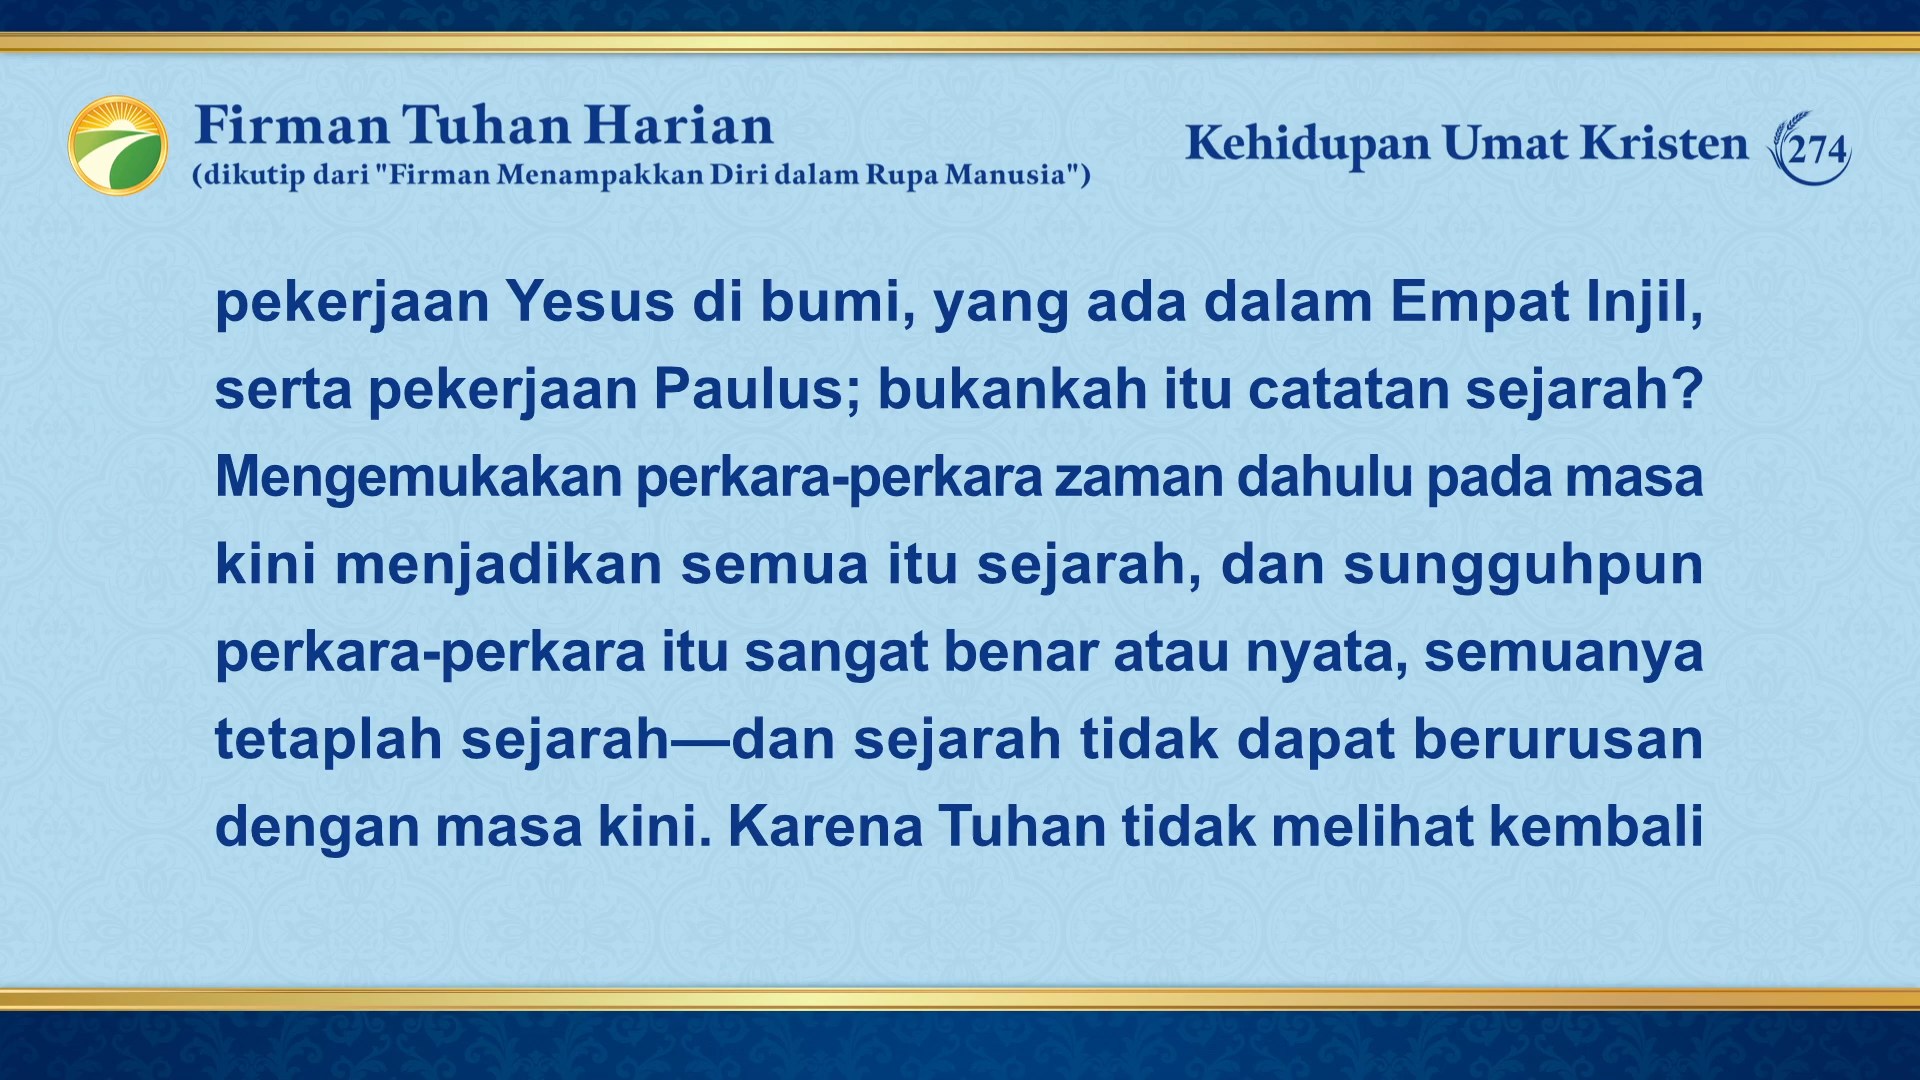 Firman Tuhan Harian
(dikutip dari "Firman Menampakkan Diri dalam Rupa Manusia")
Kehidupan Umat Kristen 274
pekerjaan Yesus di bumi, yang ada dalam Empat Injil,
serta pekerjaan Paulus; bukankah itu catatan sejarah?
Mengemukakan perkara-perkara zaman dahulu pada masa
kini menjadikan semua itu sejarah, dan sungguhpun
perkara-perkara itu sangat benar atau nyata, semuanya
tetaplah sejarah—dan sejarah tidak dapat berurusan
dengan masa kini. Karena Tuhan tidak melihat kembali